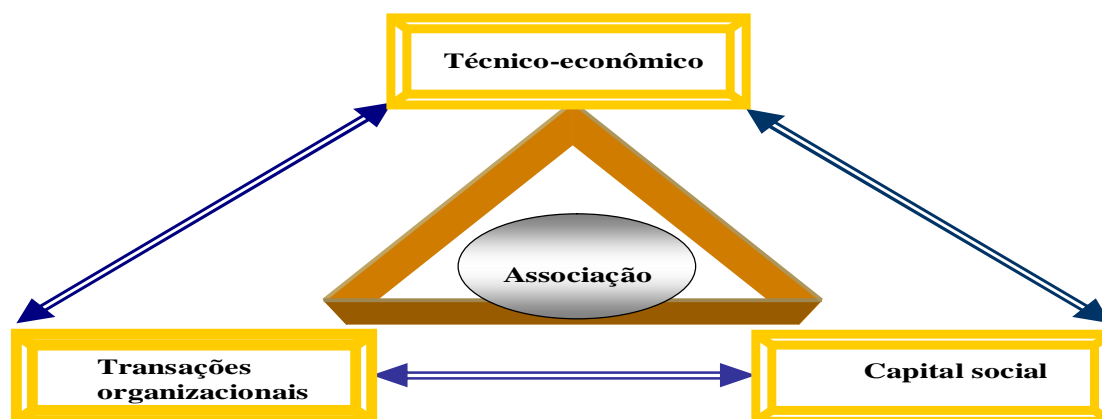 Técnico-econômico
Associação
Transações
organizacionais
Capital social